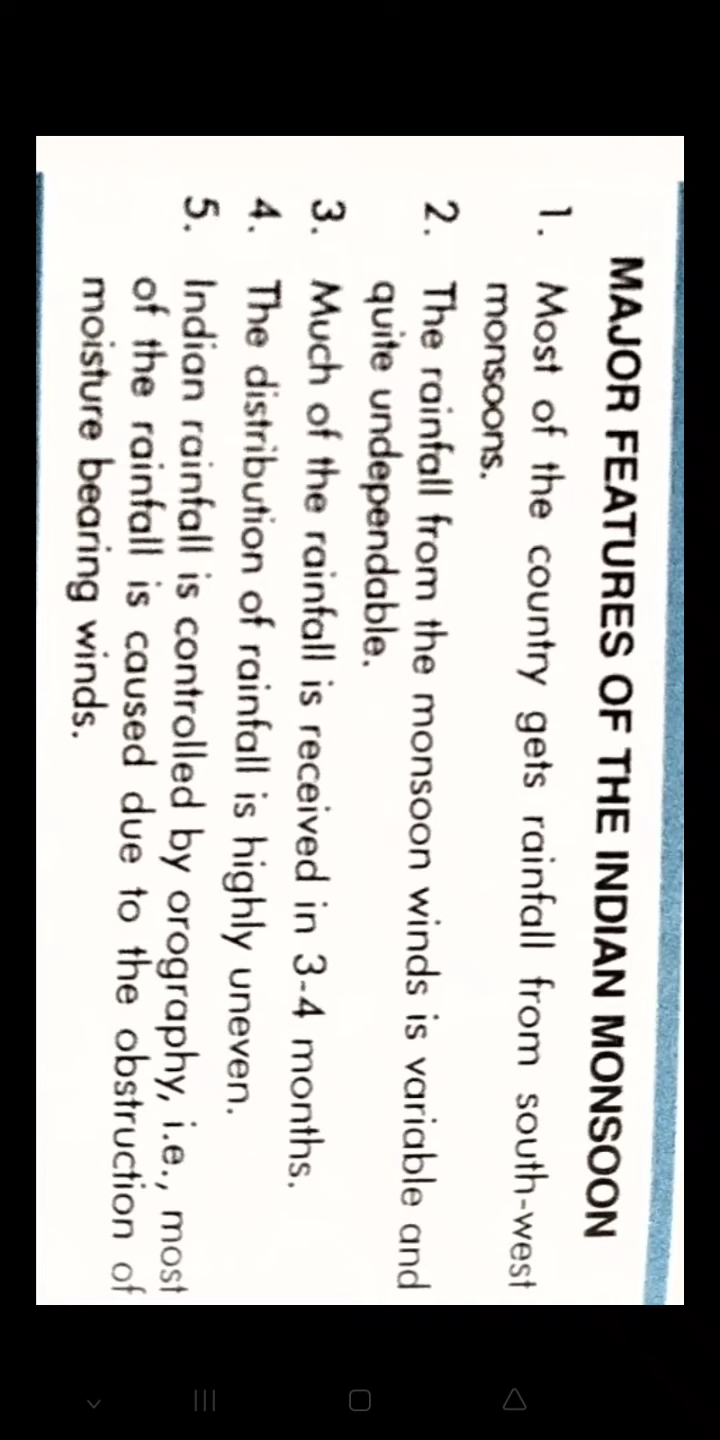 MAJOR FEATURES OF THE INDIAN MONSOON
1. Most of the country gets rainfall from south-west
monsoons.
2. The rainfall from the monsoon winds is variable and
quite undependable.
3. Much of the rainfall is received in 3-4 months.
4. The distribution of rainfall is highly uneven.
5. Indian rainfall is controlled by orography, i.e., most
of the rainfall is caused due to the obstruction of
moisture bearing winds.